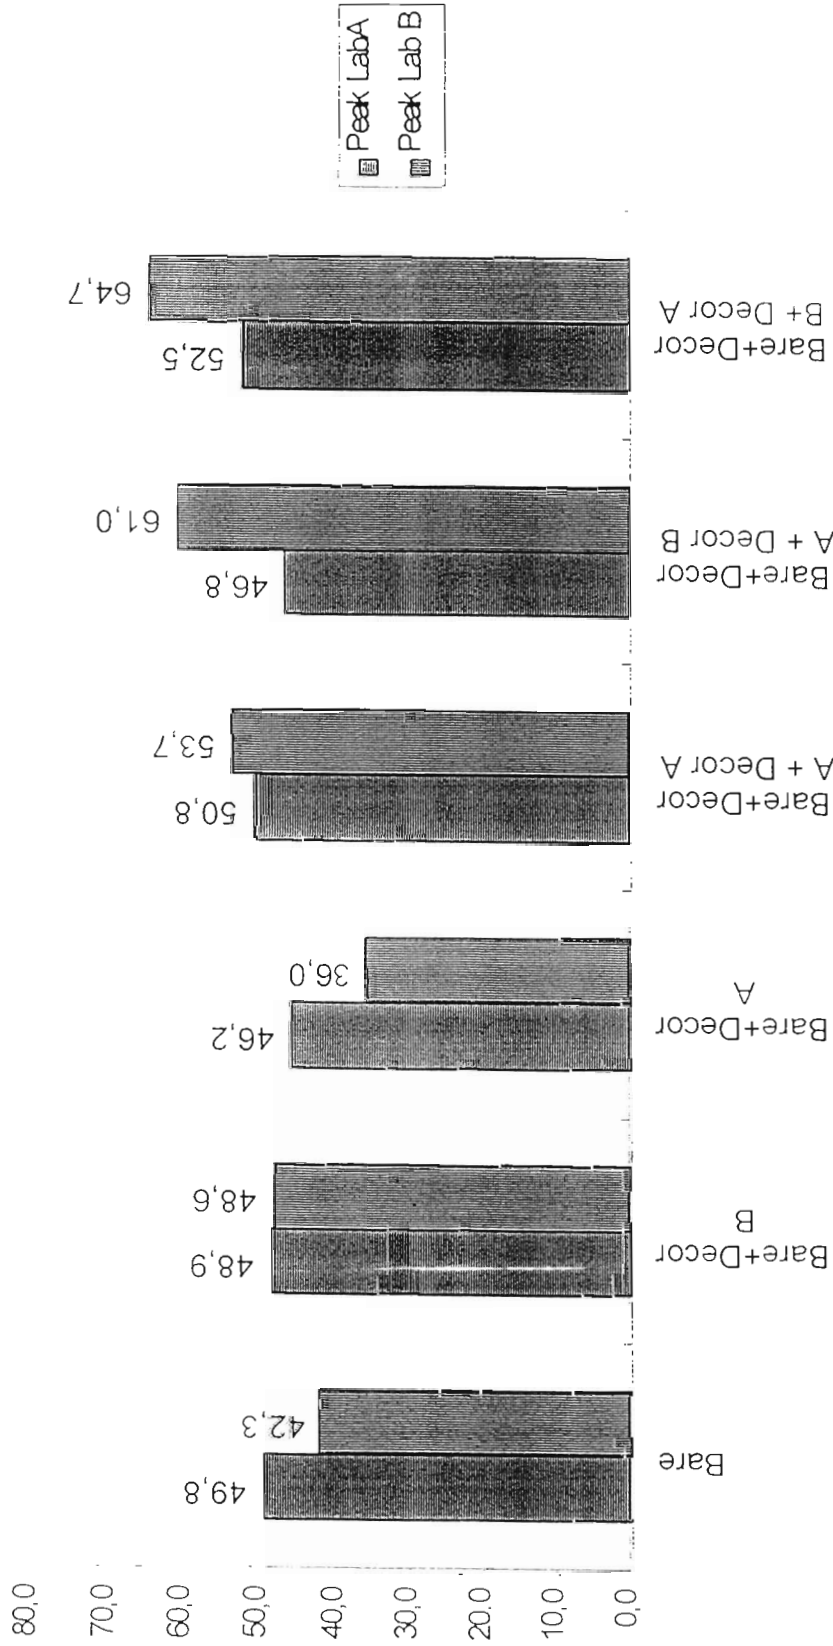 80,0
70,0
60,0
50,0
40,0
30,0
20,0
10,0
0,0
49,8
42,3
48,9
48,6
46,2
36,0
50,8
53,7
46,8
61,0
52,5
64,7
Bare
Bare+Decor
B
Bare+Decor
A
Bare+Decor
A + Decor A
Bare+Decor
A + Decor B
Bare+Decor
B+ Decor A
Peak LabA
Peak Lab B